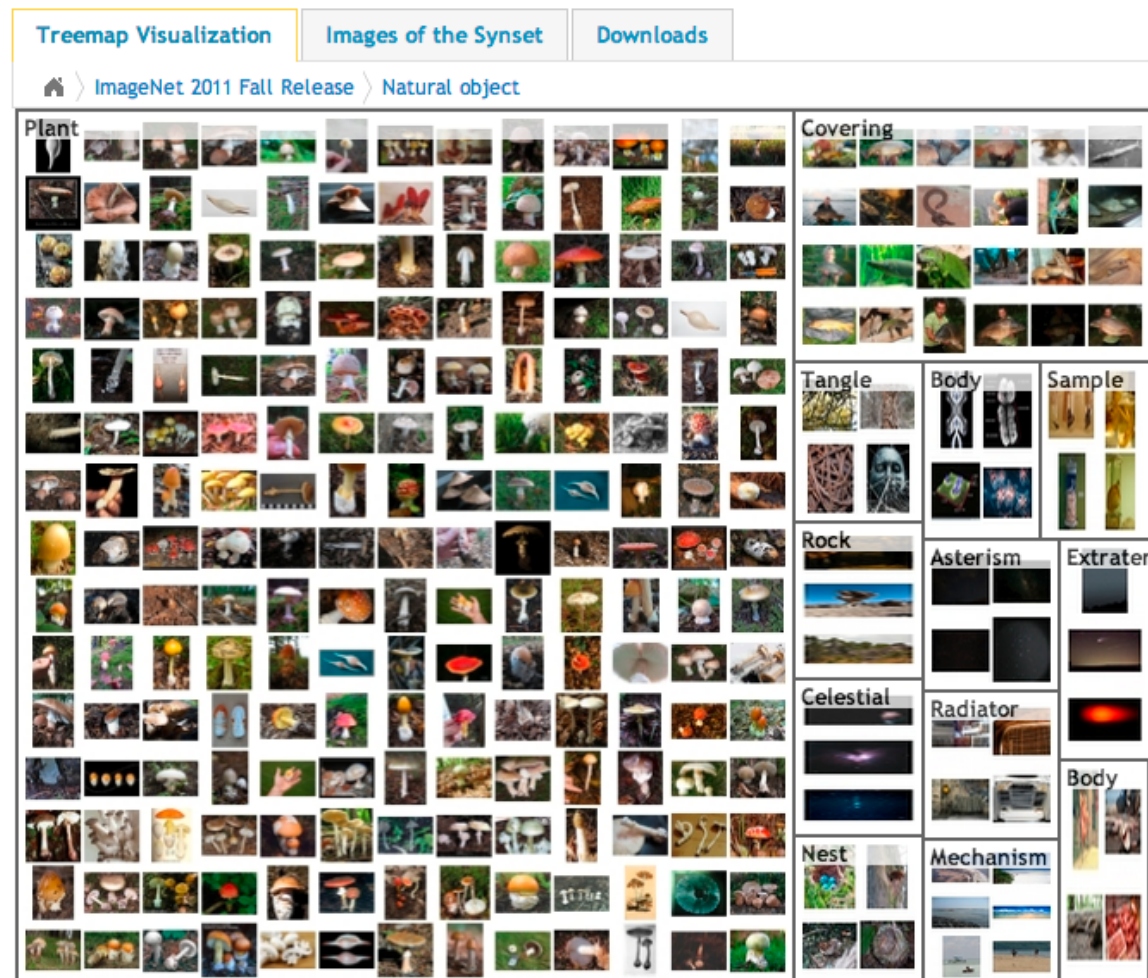 Treemap Visualization
Images of the Synset
Downloads
ImageNet 2011 Fall Release
Natural object
Plant
Covering
Tangle
Body
Sample
Rock
Asterism
Extrater
Celestial
Radiator
Body
Nest
Mechanism